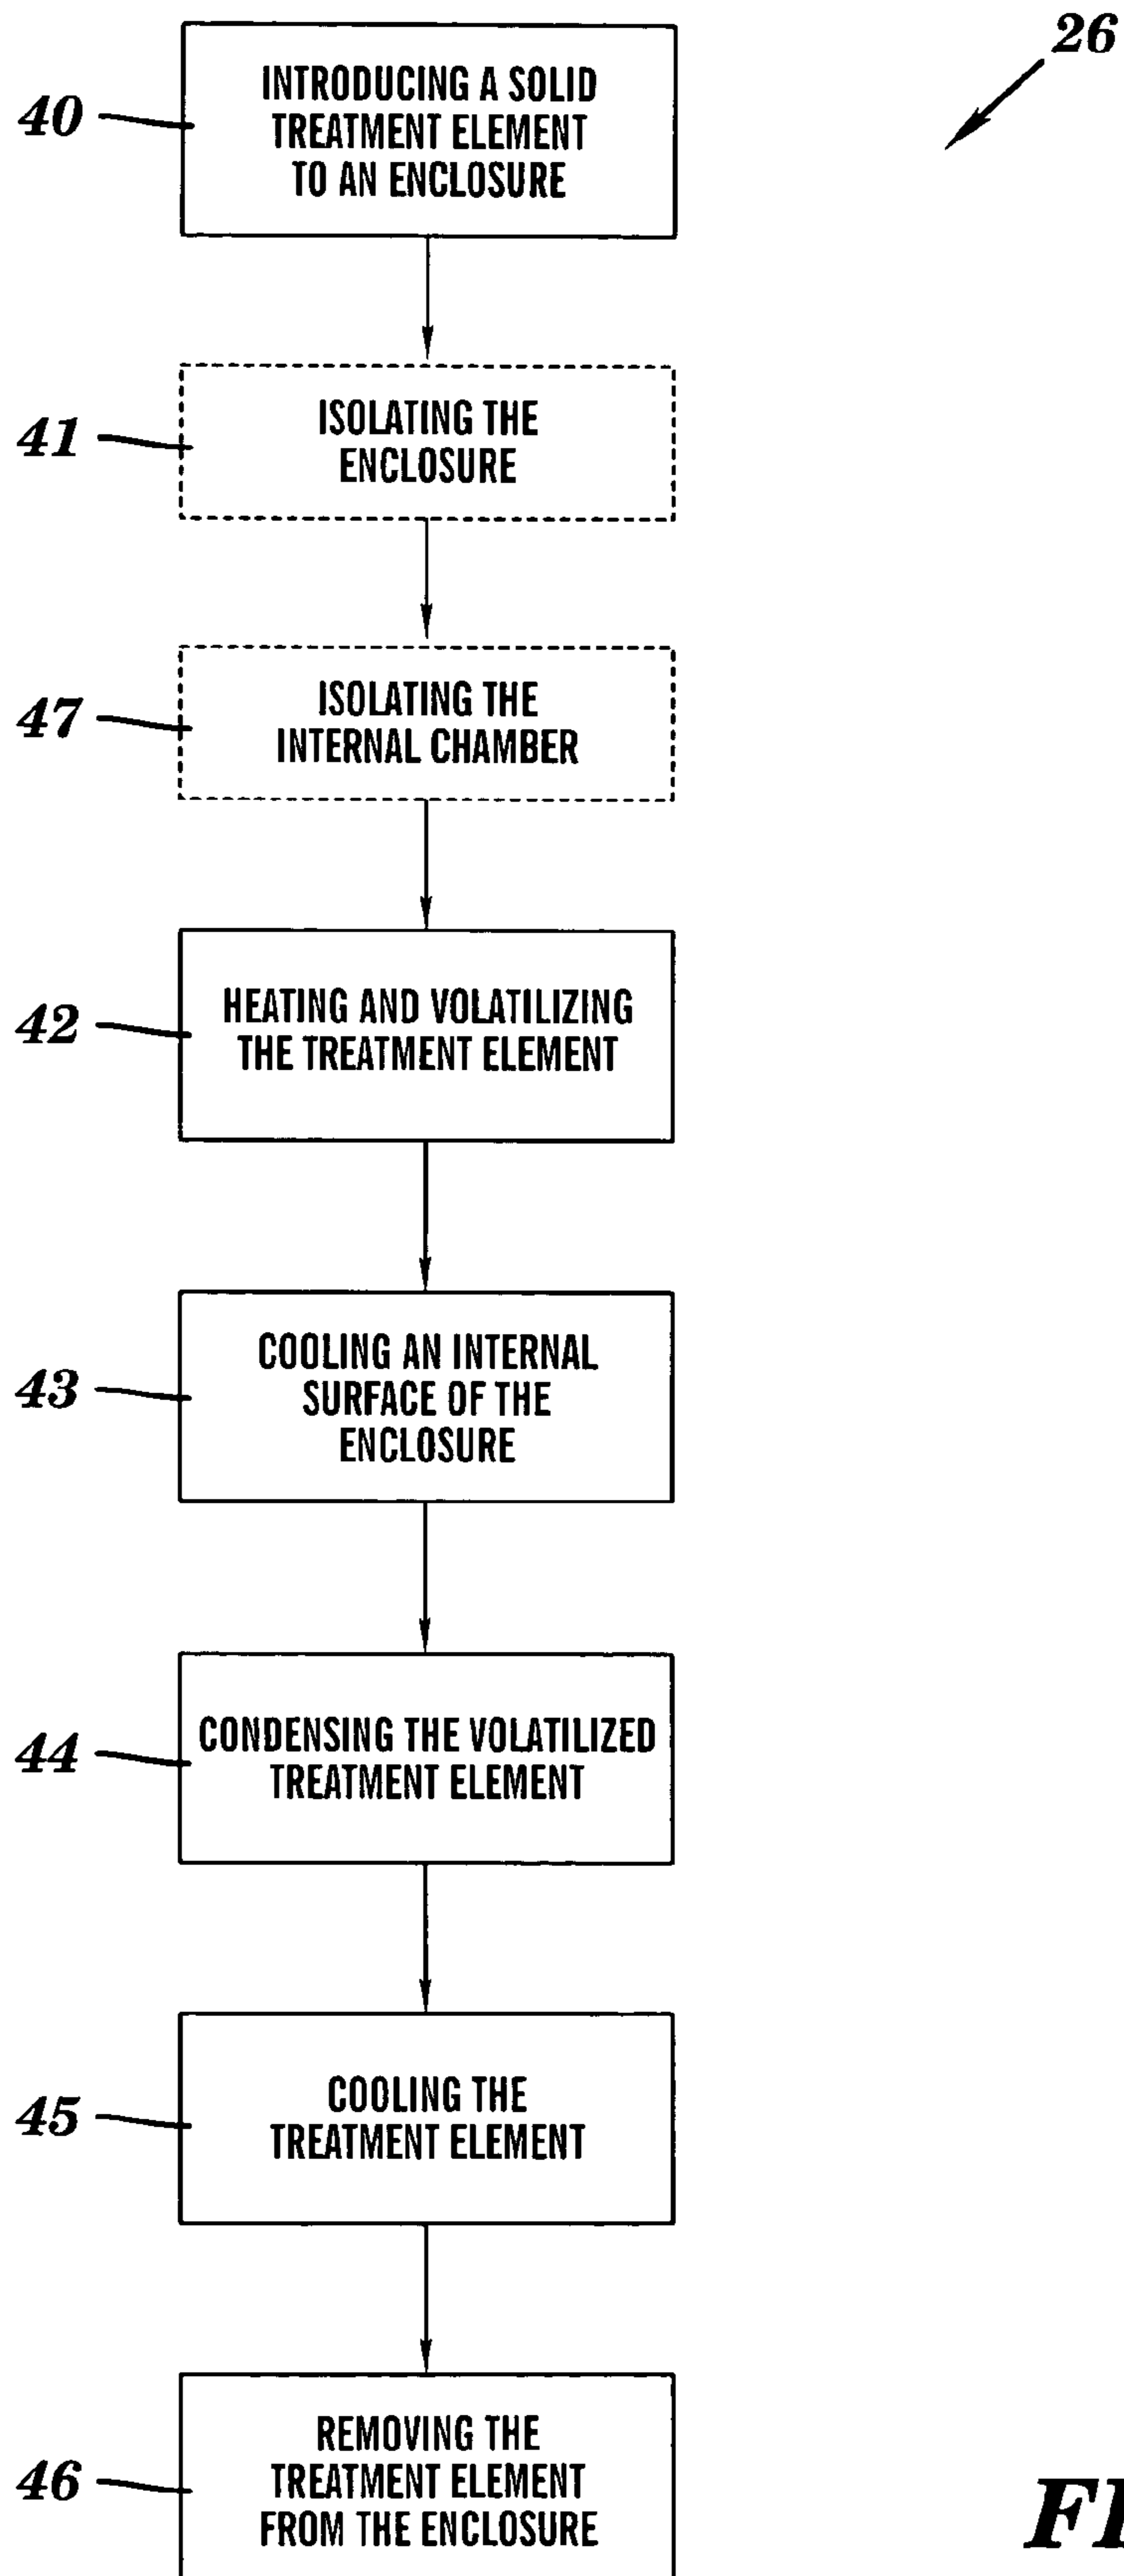 26
40
INTRODUCING A SOLID
TREATMENT ELEMENT
TO AN ENCLOSURE
41
ISOLATING THE
ENCLOSURE
47
ISOLATING THE
INTERNAL CHAMBER
42
HEATING AND VOLATILIZING
THE TREATMENT ELEMENT
43
COOLING AN INTERNAL
SURFACE OF THE
ENCLOSURE
44
CONDENSING THE VOLATILIZED
TREATMENT ELEMENT
45
COOLING THE
TREATMENT ELEMENT
46
REMOVING THE
TREATMENT ELEMENT
FROM THE ENCLOSURE